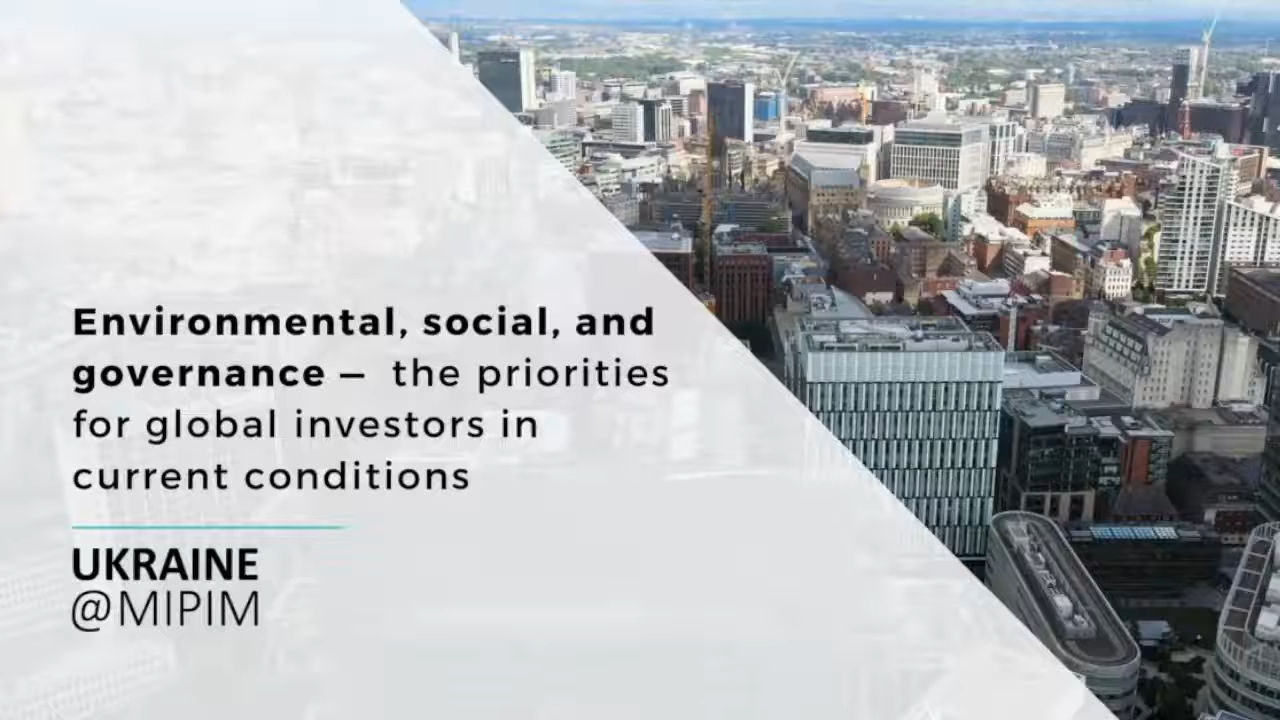 Environmental, social, and
governance – the priorities
for global investors in
current conditions
UKRAINE
@MIPIM